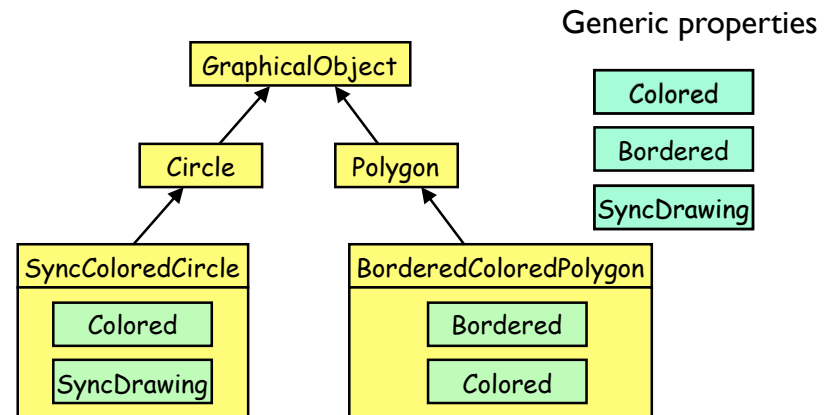 Generic properties
GraphicalObject
Colored
Bordered
Circle
Polygon
SyncDrawing
SyncColoredCircle
BorderedColoredPolygon
Colored
Bordered
SyncDrawing
Colored